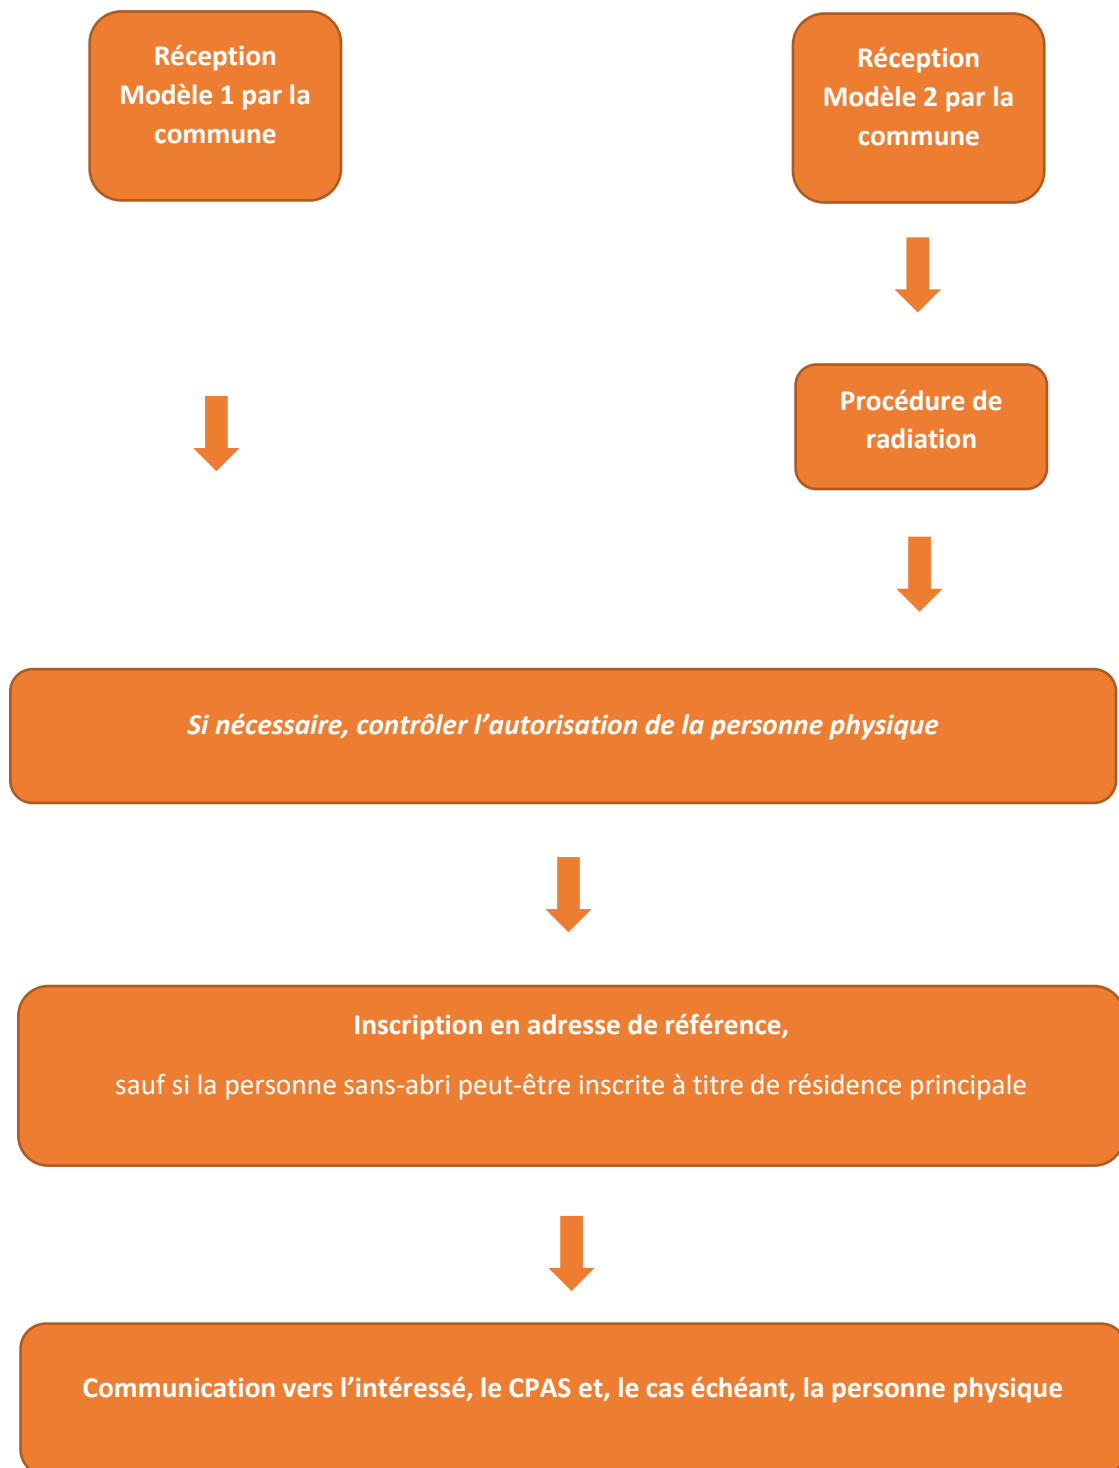 Réception
Modèle 1 par la
commune
Réception
Modèle 2 par la
commune
Procédure de
radiation
Si nécessaire, contrôler l’autorisation de la personne physique
Inscription en adresse de référence,
sauf si la personne sans-abri peut-être inscrite à titre de résidence principale
Communication vers l’intéressé, le CPAS et, le cas échéant, la personne physique